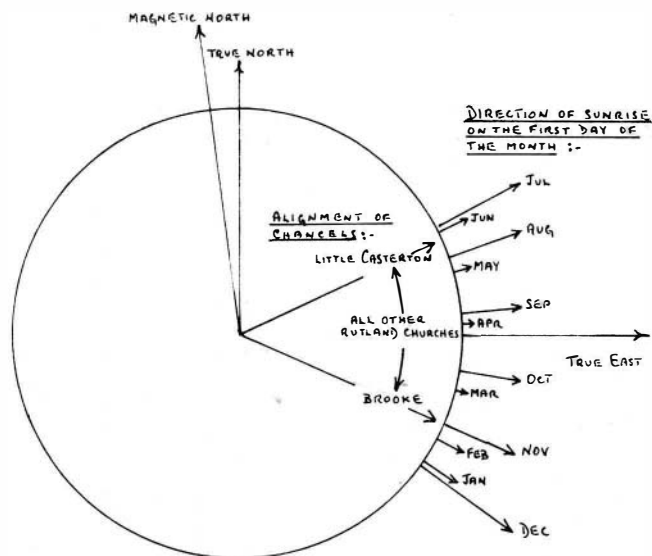 MAGNETIC NORTH
TRUE NORTH
DIRECTION OF SUNRISE
ON THE FIRST DAY OF
THE MONTH :-
JUL
JUN
AUG
ALIGNMENT OF
CHANCELS:-
LITTLE CASTERTON
MAY
SEP
ALL OTHER
RUTLAND CHURCHES
APR
TRUE EAST
OCT
MAR
BROOKE
NOV
FEB
JAN
DEC